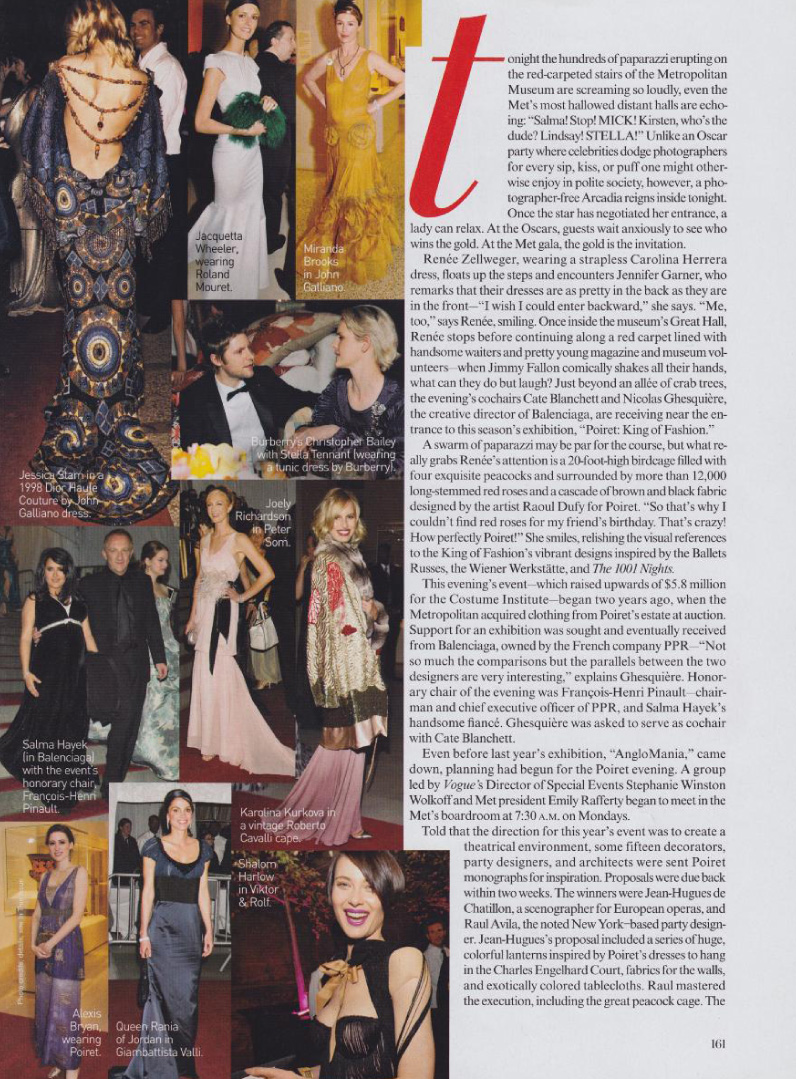 Jacquetta
Wheeler,
wearing
Roland
Mouret.
Miranda
Brooks
in John
Galliano.
Burberry's Christopher Bailey
with Stella Tennant (wearing
a tunic dress by Burberry).
Jessica Stam in a
1998 Dior Haute
Couture by John
Galliano dress.
Joely
Richardson
in Peter
Som.
Salma Hayek
(in Balenciaga)
with the event's
honorary chair,
François-Henri
Pinault.
Karolina Kurkova in
a vintage Roberto
Cavalli cape.
Shalom
Harlow
in Viktor
& Rolf.
Alexis
Bryan,
wearing
Poiret.
Queen Rania
of Jordan in
Giambattista Valli.
tonight the hundreds of paparazzi erupting on
the red-carpeted stairs of the Metropolitan
Museum are screaming so loudly, even the
Met's most hallowed distant halls are echo-
ing: “Salma! Stop! MICK! Kirsten, who's the
dude? Lindsay! STELLA!” Unlike an Oscar
party where celebrities dodge photographers
for every sip, kiss, or puff one might other-
wise enjoy in polite society, however, a pho-
tographer-free Arcadia reigns inside tonight.
Once the star has negotiated her entrance, a
lady can relax. At the Oscars, guests wait anxiously to see who
wins the gold. At the Met gala, the gold is the invitation.
Renée Zellweger, wearing a strapless Carolina Herrera
dress, floats up the steps and encounters Jennifer Garner, who
remarks that their dresses are as pretty in the back as they are
in the front—“I wish I could enter backward,” she says. “Me,
too,” says Renée, smiling. Once inside the museum's Great Hall,
Renée stops before continuing along a red carpet lined with
handsome waiters and pretty young magazine and museum vol-
unteers—when Jimmy Fallon comically shakes all their hands,
what can they do but laugh? Just beyond an allée of crab trees,
the evening's cochairs Cate Blanchett and Nicolas Ghesquière,
the creative director of Balenciaga, are receiving near the en-
trance to this season's exhibition, “Poiret: King of Fashion.”
A swarm of paparazzi may be par for the course, but what re-
ally grabs Renée's attention is a 20-foot-high birdcage filled with
four exquisite peacocks and surrounded by more than 12,000
long-stemmed red roses and a cascade of brown and black fabric
designed by the artist Raoul Dufy for Poiret. “So that's why I
couldn't find red roses for my friend's birthday. That's crazy!
How perfectly Poiret!” She smiles, relishing the visual references
to the King of Fashion's vibrant designs inspired by the Ballets
Russes, the Wiener Werkstätte, and The 1001 Nights.
This evening's event—which raised upwards of $5.8 million
for the Costume Institute—began two years ago, when the
Metropolitan acquired clothing from Poiret's estate at auction.
Support for an exhibition was sought and eventually received
from Balenciaga, owned by the French company PPR—“Not
so much the comparisons but the parallels between the two
designers are very interesting,” explains Ghesquière. Honor-
ary chair of the evening was François-Henri Pinault—chair-
man and chief executive officer of PPR, and Salma Hayek's
handsome fiancé. Ghesquière was asked to serve as cochair
with Cate Blanchett.
Even before last year's exhibition, “AngloMania,” came
down, planning had begun for the Poiret evening. A group
led by Vogue's Director of Special Events Stephanie Winston
Wolkoff and Met president Emily Rafferty began to meet in the
Met's boardroom at 7:30 A.M. on Mondays.
Told that the direction for this year's event was to create a
theatrical environment, some fifteen decorators,
party designers, and architects were sent Poiret
monographs for inspiration. Proposals were due back
within two weeks. The winners were Jean-Hugues de
Chatillon, a scenographer for European operas, and
Raul Avila, the noted New York–based party design-
er. Jean-Hugues's proposal included a series of huge,
colorful lanterns inspired by Poiret's dresses to hang
in the Charles Engelhard Court, fabrics for the walls,
and exotically colored tablecloths. Raul mastered
the execution, including the great peacock cage. The
161